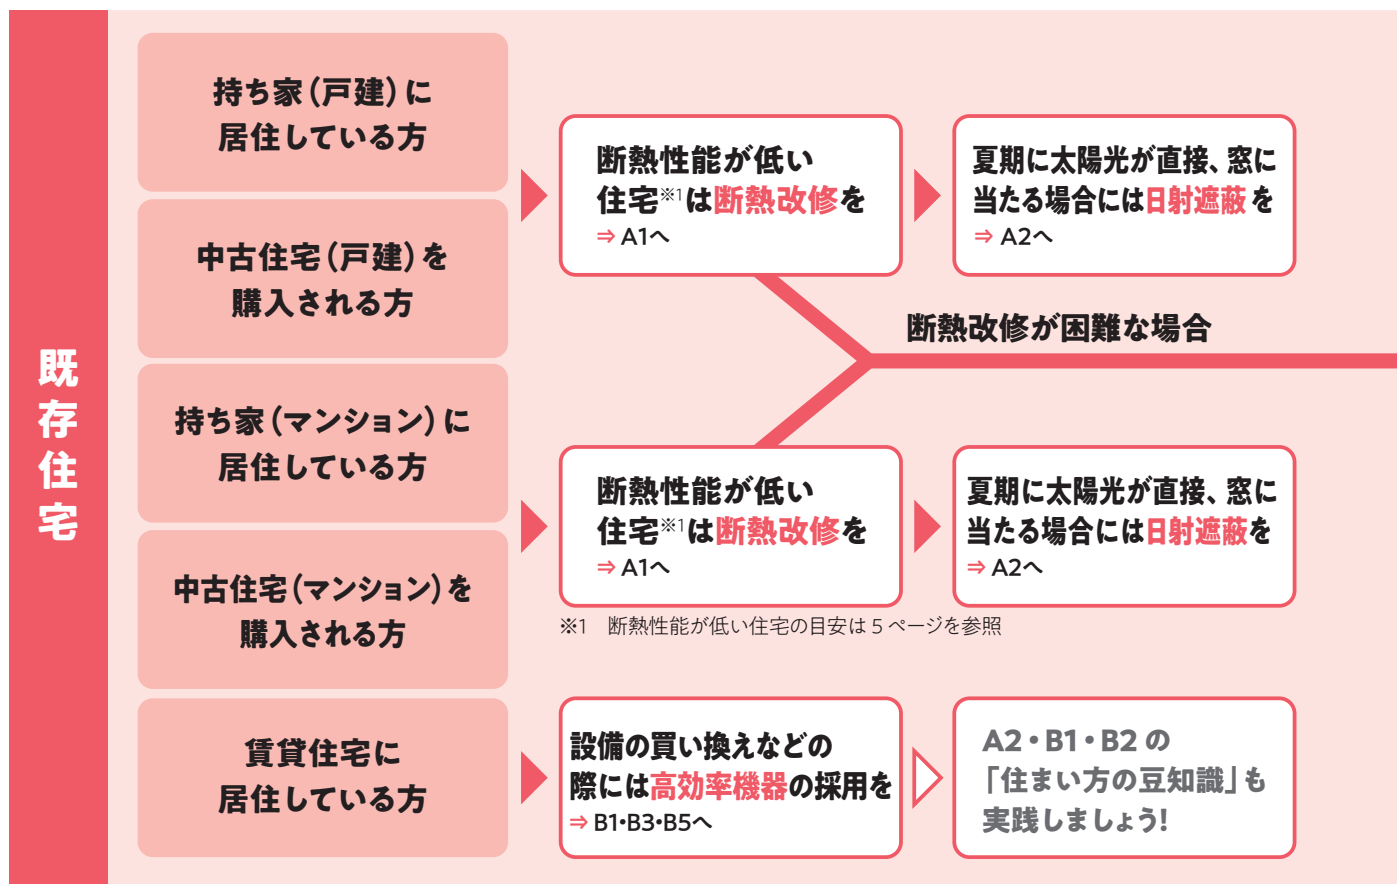 既存住宅
持ち家(戸建)に
居住している方
中古住宅(戸建)を
購入される方
持ち家(マンション)に
居住している方
中古住宅(マンション)を
購入される方
賃貸住宅に
居住している方
断熱性能が低い
住宅※1は断熱改修を
⇒ A1へ
夏期に太陽光が直接、窓に
当たる場合には日射遮蔽を
⇒ A2へ
断熱改修が困難な場合
断熱性能が低い
住宅※1は断熱改修を
⇒ A1へ
夏期に太陽光が直接、窓に
当たる場合には日射遮蔽を
⇒ A2へ
※1 断熱性能が低い住宅の目安は5ページを参照
設備の買い換えなどの
際には高効率機器の採用を
⇒ B1・B3・B5へ
A2・B1・B2の
「住まい方の豆知識」も
実践しましょう!